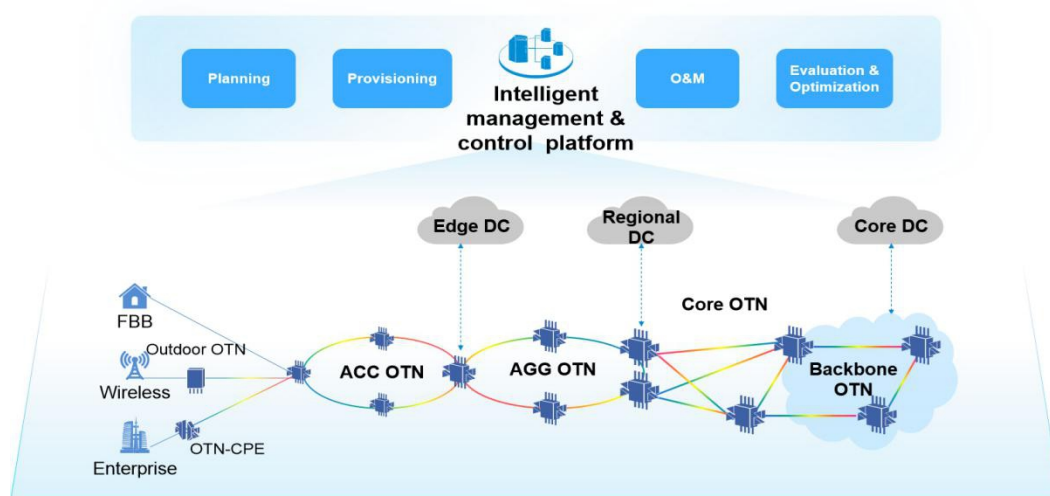 Planning
Provisioning
Intelligent
management &
control platform
O&M
Evaluation &
Optimization
Edge DC
Regional
DC
Core DC
Core OTN
FBB
Outdoor OTN
Wireless
ACC OTN
AGG OTN
Backbone
OTN
OTN-CPE
Enterprise